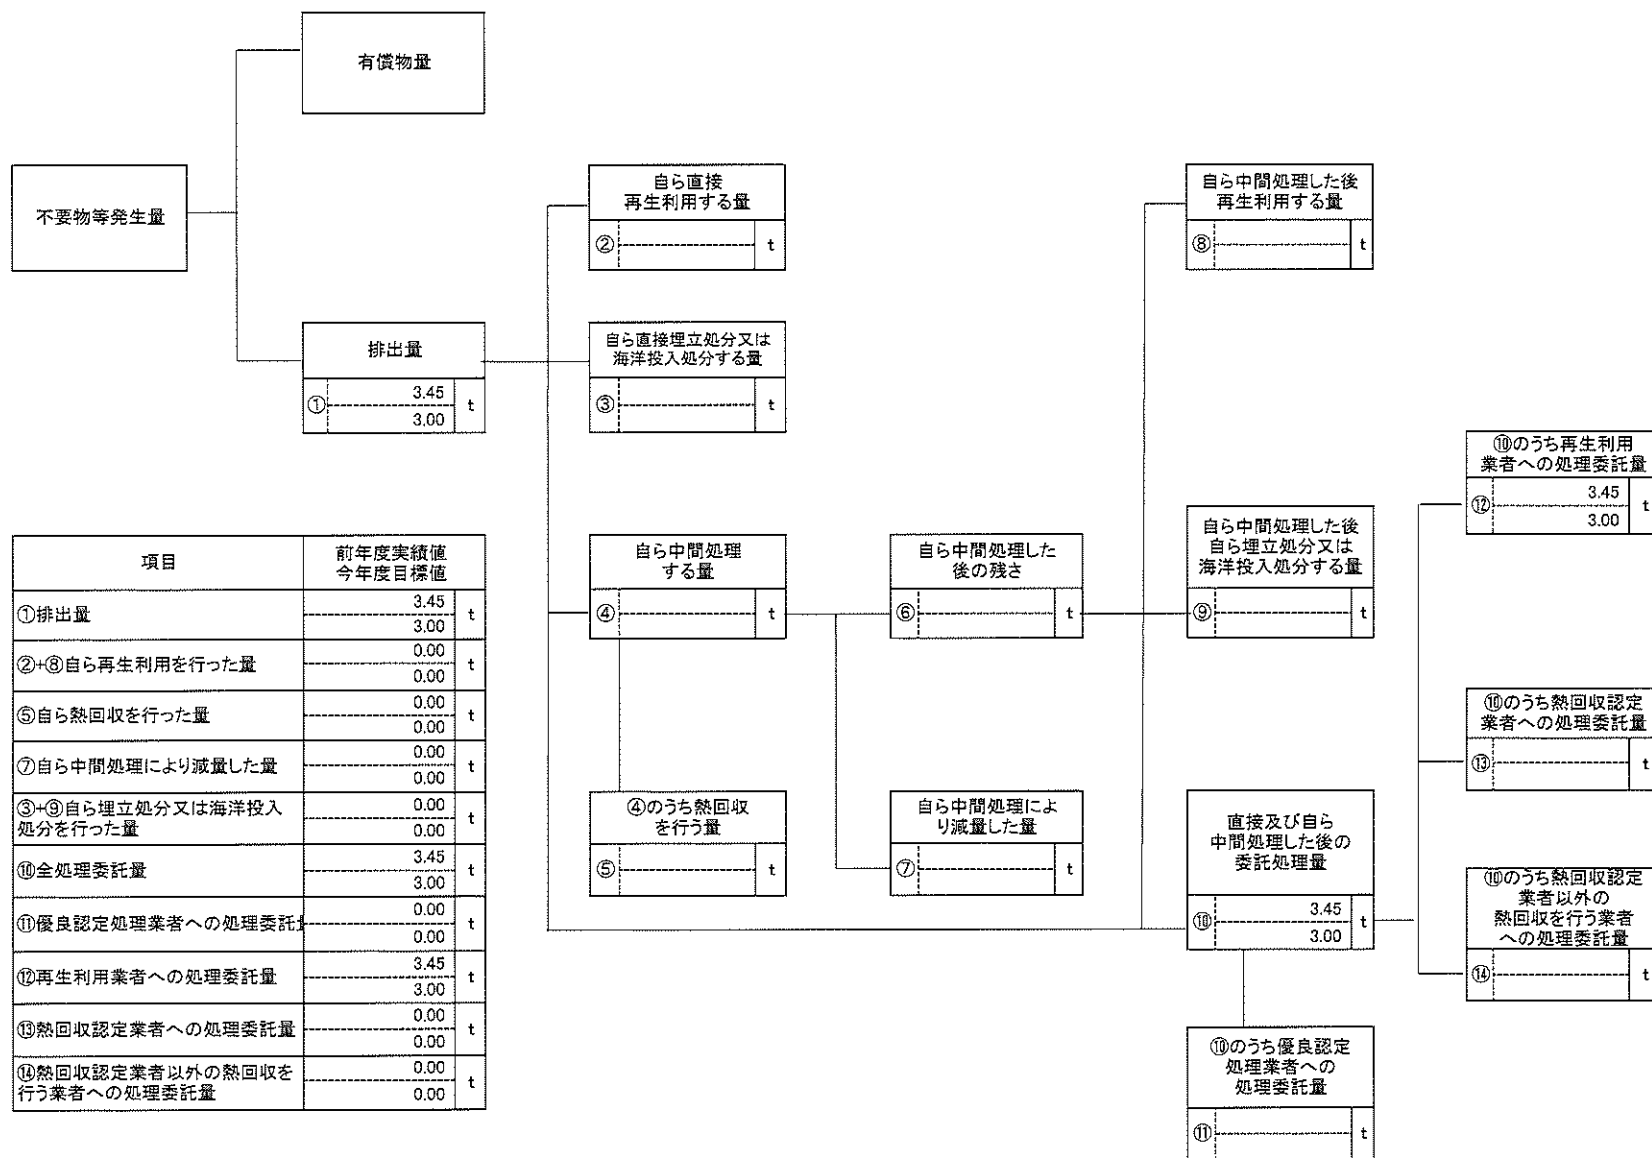 有償物量
不要物等発生量
排出量
① 3.45 t
3.00
自ら直接
再生利用する量
② t
自ら直接埋立処分又は
海洋投入処分する量
③ t
自ら中間処理
する量
④ t
④のうち熱回収
を行う量
⑤ t
自ら中間処理した
後の残さ
⑥ t
自ら中間処理によ
り減量した量
⑦ t
自ら中間処理した後
再生利用する量
⑧ t
自ら中間処理した後
自ら埋立処分又は
海洋投入処分する量
⑨ t
直接及び自ら
中間処理した後の
委託処理量
⑩ 3.45 t
3.00
⑩のうち優良認定
処理業者への
処理委託量
⑪ t
⑩のうち再生利用
業者への処理委託量
⑫ 3.45 t
3.00
⑩のうち熱回収認定
業者への処理委託量
⑬ t
⑩のうち熱回収認定
業者以外の
熱回収を行う業者
への処理委託量
⑭ t
項目 前年度実績値
今年度目標値
①排出量 3.45 t
3.00
②+⑧自ら再生利用を行った量 0.00 t
0.00
⑤自ら熱回収を行った量 0.00 t
0.00
⑦自ら中間処理により減量した量 0.00 t
0.00
③+⑨自ら埋立処分又は海洋投入 0.00 t
処分を行った量 0.00
⑩全処理委託量 3.45 t
3.00
⑪優良認定処理業者への処理委託 0.00 t
0.00
⑫再生利用業者への処理委託量 3.45 t
3.00
⑬熱回収認定業者への処理委託量 0.00 t
0.00
⑭熱回収認定業者以外の熱回収を 0.00 t
行う業者への処理委託量 0.00